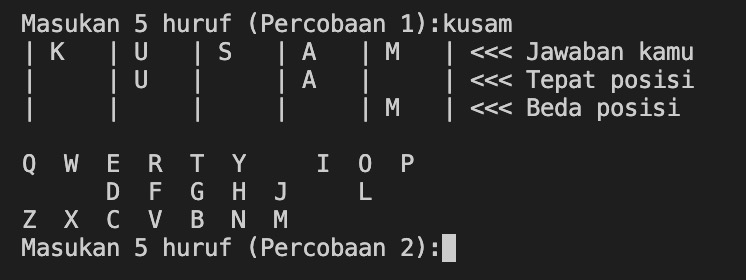 Masukan 5 huruf (Percobaan 1):kusam
| K | U | S | A | M | <<< Jawaban kamu
| | U | | A | | <<< Tepat posisi
| | | | | M | <<< Beda posisi
Q W E R T Y I O P
D F G H J L
Z X C V B N M
Masukan 5 huruf (Percobaan 2):